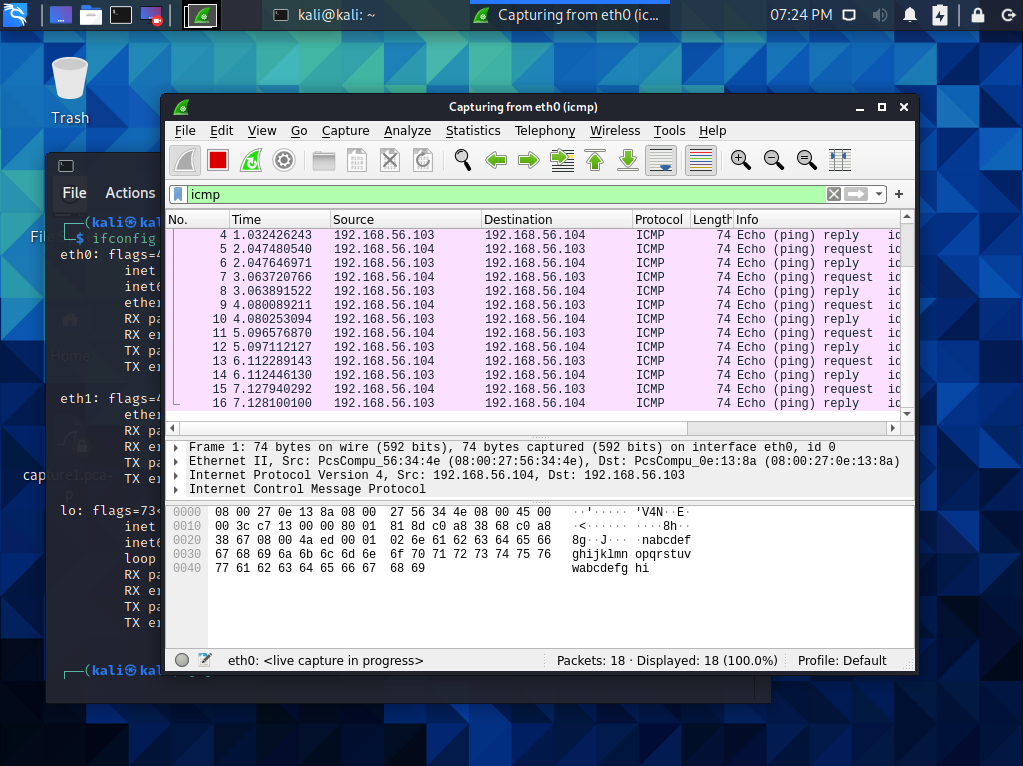 kali@kali: ~
Capturing from eth0 (ic...
07:24 PM
Trash
Capturing from eth0 (icmp)
File Edit View Go Capture Analyze Statistics Telephony Wireless Tools Help
icmp
No. Time Source Destination Protocol Length Info
4 1.032426243 192.168.56.103 192.168.56.104 ICMP 74 Echo (ping) reply id
5 2.047480540 192.168.56.104 192.168.56.103 ICMP 74 Echo (ping) request id
6 2.047646971 192.168.56.103 192.168.56.104 ICMP 74 Echo (ping) reply id
7 3.063720766 192.168.56.104 192.168.56.103 ICMP 74 Echo (ping) request id
8 3.063891522 192.168.56.103 192.168.56.104 ICMP 74 Echo (ping) reply id
9 4.080089211 192.168.56.104 192.168.56.103 ICMP 74 Echo (ping) request id
10 4.080253094 192.168.56.103 192.168.56.104 ICMP 74 Echo (ping) reply id
11 5.096576870 192.168.56.104 192.168.56.103 ICMP 74 Echo (ping) request id
12 5.097112127 192.168.56.103 192.168.56.104 ICMP 74 Echo (ping) reply id
13 6.112289143 192.168.56.104 192.168.56.103 ICMP 74 Echo (ping) request id
14 6.112446130 192.168.56.103 192.168.56.104 ICMP 74 Echo (ping) reply id
15 7.127940292 192.168.56.104 192.168.56.103 ICMP 74 Echo (ping) request id
16 7.128100100 192.168.56.103 192.168.56.104 ICMP 74 Echo (ping) reply id
Frame 1: 74 bytes on wire (592 bits), 74 bytes captured (592 bits) on interface eth0, id 0
Ethernet II, Src: PcsCompu_56:34:4e (08:00:27:56:34:4e), Dst: PcsCompu_0e:13:8a (08:00:27:0e:13:8a)
Internet Protocol Version 4, Src: 192.168.56.104, Dst: 192.168.56.103
Internet Control Message Protocol
0000 08 00 27 0e 13 8a 08 00 27 56 34 4e 08 00 45 00 ··'····· 'V4N··E·
0010 00 3c c7 13 00 00 80 01 81 8d c0 a8 38 68 c0 a8 ·<······ ····8h··
0020 38 67 08 00 4a ed 00 01 02 6e 61 62 63 64 65 66 8g··J··· ·nabcdef
0030 67 68 69 6a 6b 6c 6d 6e 6f 70 71 72 73 74 75 76 ghijklmn opqrstuv
0040 77 61 62 63 64 65 66 67 68 69 wabcdefg hi
eth0: <live capture in progress> Packets: 18 · Displayed: 18 (100.0%) Profile: Default
File Actions
(kali㉿kal
$ ifconfig
eth0: flags=4
inet
inet6
ether
RX pa
RX er
TX pa
TX er
eth1: flags=4
ether
RX pa
RX er
TX pa
TX er
lo: flags=73<
inet
inet6
loop
RX pa
RX er
TX pa
TX er
(kali㉿kal
Home
capture1.pca-
p